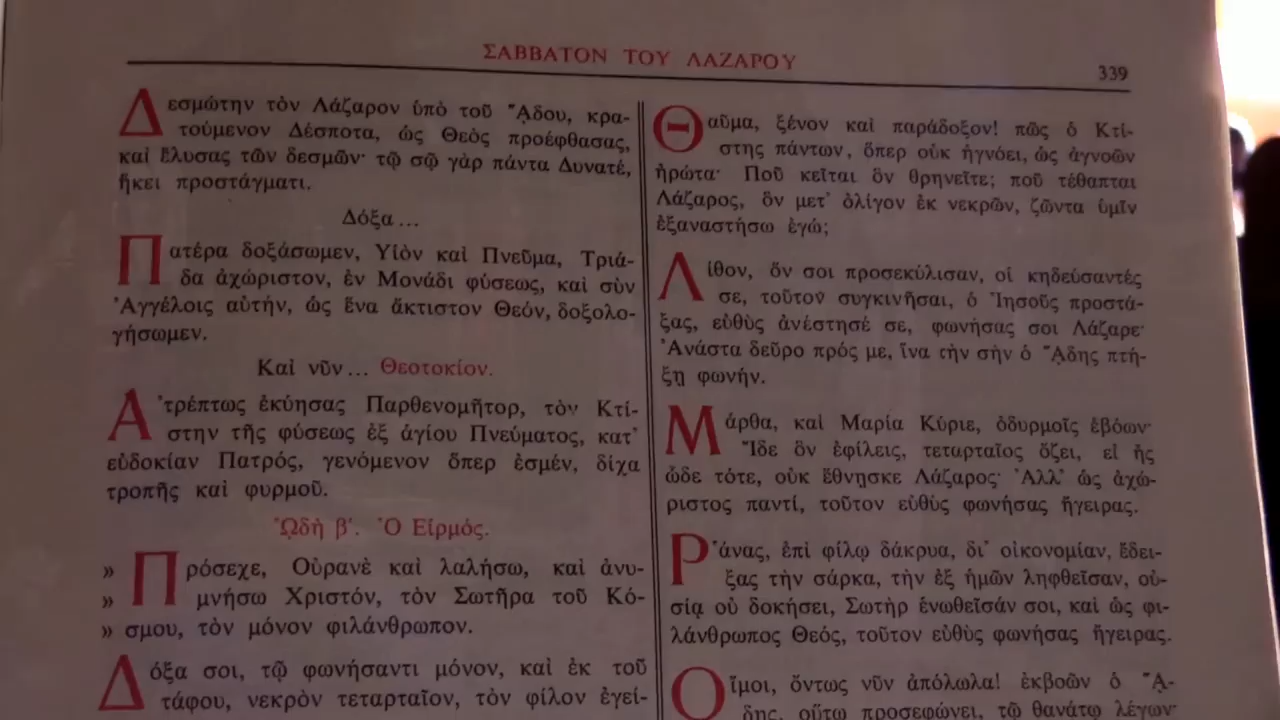 ΣΑΒΒΑΤΟΝ ΤΟΥ ΛΑΖΑΡΟΥ
339
Δεσμώτην τὸν Λάζαρον ὑπὸ τοῦ ῞ᾼδου, κρα-
τούμενον Δέσποτα, ὡς Θεὸς προέφθασας,
καὶ ἔλυσας τῶν δεσμῶν· τῷ σῷ γὰρ πάντα Δυνατέ,
ἥκει προστάγματι.
Δόξα...
Πατέρα δοξάσωμεν, Υἱὸν καὶ Πνεῦμα, Τριά-
δα ἀχώριστον, ἐν Μονάδι φύσεως, καὶ σὺν
Ἀγγέλοις αὐτήν, ὡς ἕνα ἄκτιστον Θεόν, δοξολο-
γήσωμεν.
Καὶ νῦν... Θεοτοκίον.
Ἀτρέπτως ἐκύησας Παρθενομῆτορ, τὸν Κτί-
στην τῆς φύσεως ἐξ ἁγίου Πνεύματος, κατ᾿
εὐδοκίαν Πατρός, γενόμενον ὅπερ ἐσμέν, δίχα
τροπῆς καὶ φυρμοῦ.
ᾨδὴ β΄. Ὁ Εἱρμός.
» Πρόσεχε, Οὐρανὲ καὶ λαλήσω, καὶ ἀνυ-
» μνήσω Χριστόν, τὸν Σωτῆρα τοῦ Κό-
» σμου, τὸν μόνον φιλάνθρωπον.
Δόξα σοι, τῷ φωνήσαντι μόνον, καὶ ἐκ τοῦ
τάφου, νεκρὸν τεταρταῖον, τὸν φίλον ἐγεί-
Θαῦμα, ξένον καὶ παράδοξον! πῶς ὁ Κτί-
στης πάντων, ὅπερ οὐκ ἠγνόει, ὡς ἀγνοῶν
ἠρώτα· Ποῦ κεῖται ὃν θρηνεῖτε; ποῦ τέθαπται
Λάζαρος, ὃν μετ᾿ ὀλίγον ἐκ νεκρῶν, ζῶντα ὑμῖν
ἐξαναστήσω ἐγώ;
Λίθον, ὅν σοι προσεκύλισαν, οἱ κηδεύσαντές
σε, τοῦτον συγκινῆσαι, ὁ Ἰησοῦς προστά-
ξας, εὐθὺς ἀνέστησέ σε, φωνήσας σοι Λάζαρε·
Ἀνάστα δεῦρο πρός με, ἵνα τὴν σὴν ὁ ῞ᾼδης πτή-
ξῃ φωνήν.
Μάρθα, καὶ Μαρία Κύριε, ὀδυρμοῖς ἐβόων·
Ἴδε ὃν ἐφίλεις, τεταρταῖος ὄζει, εἰ ἦς
ὧδε τότε, οὐκ ἔθνησκε Λάζαρος· Ἀλλ᾿ ὡς ἀχώ-
ριστος παντί, τοῦτον εὐθὺς φωνήσας ἤγειρας.
Ῥάνας, ἐπὶ φίλῳ δάκρυα, δι᾿ οἰκονομίαν, ἔδει-
ξας τὴν σάρκα, τὴν ἐξ ἡμῶν ληφθεῖσαν, οὐ-
σίᾳ οὐ δοκήσει, Σωτὴρ ἑνωθεῖσάν σοι, καὶ ὡς φι-
λάνθρωπος Θεός, τοῦτον εὐθὺς φωνήσας ἤγειρας.
Οἴμοι, ὄντως νῦν ἀπόλωλα! ἐκβοῶν ὁ ῞ᾼ-
δης, οὕτω προσεφώνει, τῷ θανάτῳ λέγων·